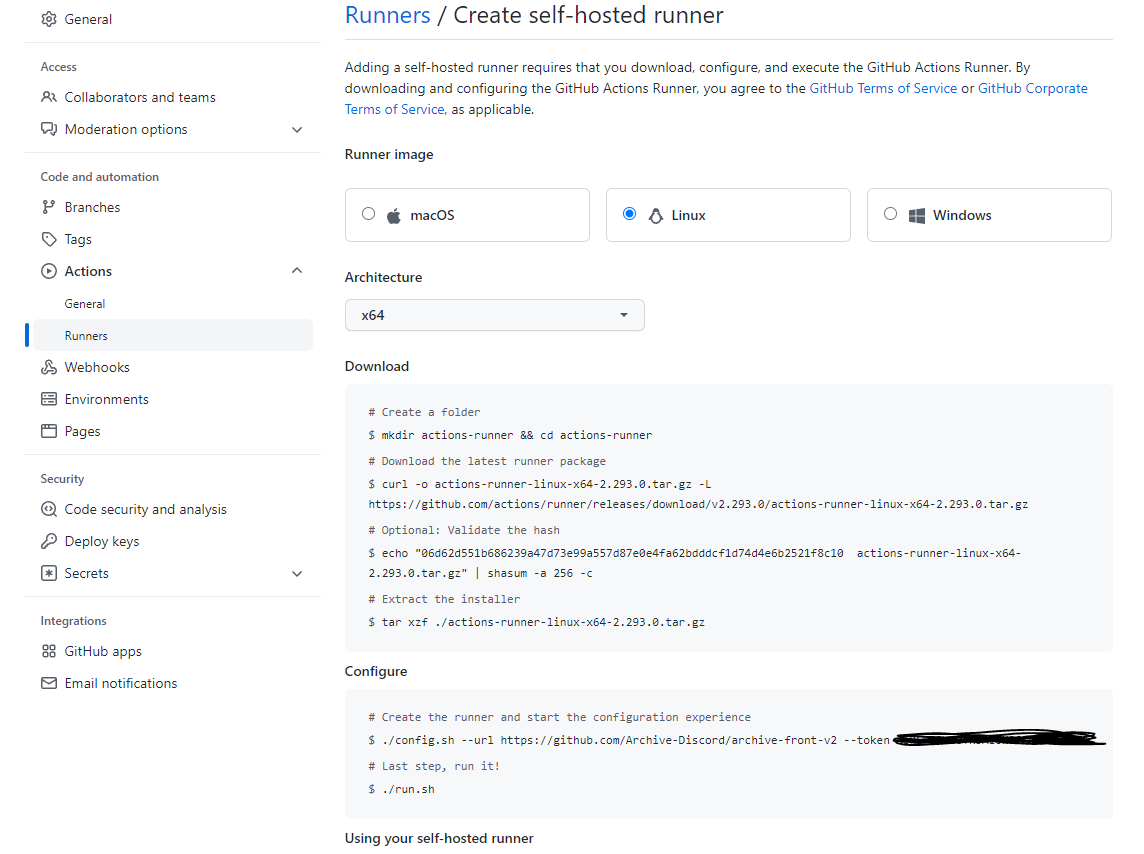 General
Access
Collaborators and teams
Moderation options
Code and automation
Branches
Tags
Actions
General
Runners
Webhooks
Environments
Pages
Security
Code security and analysis
Deploy keys
Secrets
Integrations
GitHub apps
Email notifications
Runners / Create self-hosted runner
Adding a self-hosted runner requires that you download, configure, and execute the GitHub Actions Runner. By
downloading and configuring the GitHub Actions Runner, you agree to the GitHub Terms of Service or GitHub Corporate
Terms of Service, as applicable.
Runner image
macOS
Linux
Windows
Architecture
x64
Download
# Create a folder
$ mkdir actions-runner && cd actions-runner
# Download the latest runner package
$ curl -o actions-runner-linux-x64-2.293.0.tar.gz -L
https://github.com/actions/runner/releases/download/v2.293.0/actions-runner-linux-x64-2.293.0.tar.gz
# Optional: Validate the hash
$ echo "06d62d551b686239a47d73e99a557d87e0e4fa62bdddcf1d74d4e6b2521f8c10  actions-runner-linux-x64-
2.293.0.tar.gz" | shasum -a 256 -c
# Extract the installer
$ tar xzf ./actions-runner-linux-x64-2.293.0.tar.gz
Configure
# Create the runner and start the configuration experience
$ ./config.sh --url https://github.com/Archive-Discord/archive-front-v2 --token
# Last step, run it!
$ ./run.sh
Using your self-hosted runner